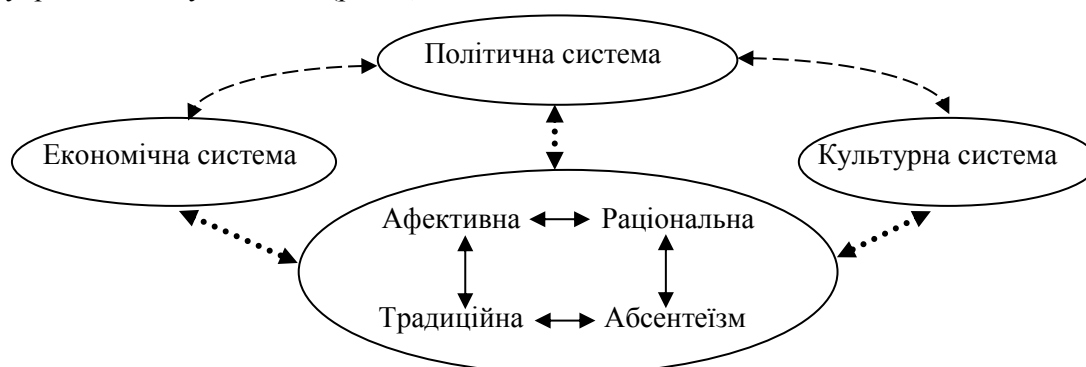 Політична система
Економічна система
Культурна система
Афективна Раціональна
Традиційна Абсентеїзм